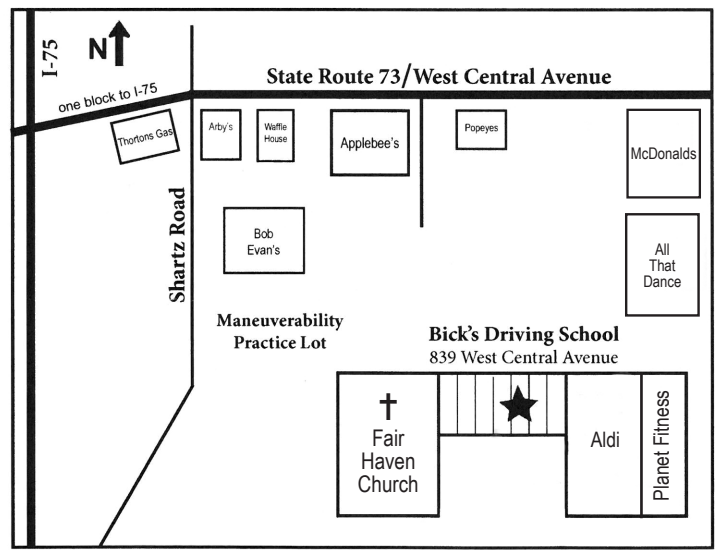 I-75
N
State Route 73/West Central Avenue
one block to I-75
Thortons Gas
Arby's
Waffle
House
Applebee's
Popeyes
McDonalds
Shartz Road
Bob
Evan's
All
That
Dance
Maneuverability
Practice Lot
Bick's Driving School
839 West Central Avenue
Fair
Haven
Church
Aldi
Planet Fitness